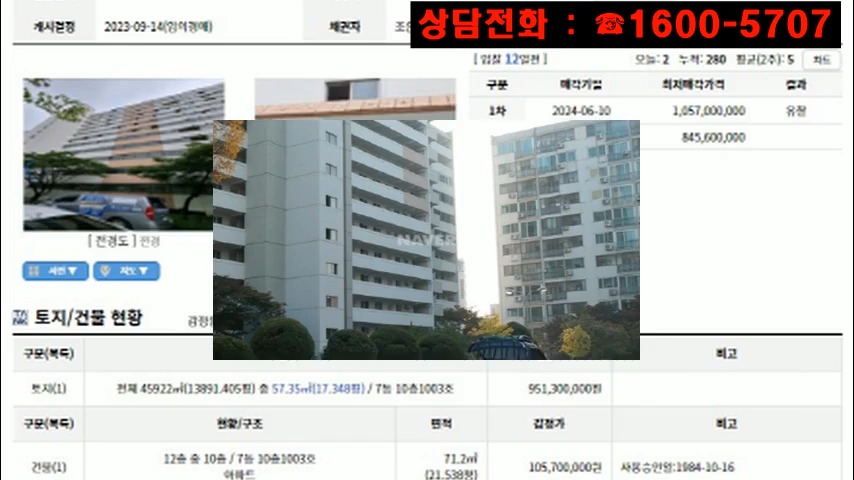 상담전화 : ☎1600-5707
개시결정 2023-09-14(임의경매) 채권자
[ 입찰 12일전 ] 오늘: 2 누적: 280 평균(2주): 5 차트
구분 매각기일 최저매각가격 결과
1차 2024-06-10 1,057,000,000 유찰
845,600,000
NAVER
[ 전경도 ] 전경
사진▼ 지도▼
토지/건물 현황
구분(목록) 비고
토지(1) 전체 45922㎡(13891.405평) 중 57.35㎡(17.348평) / 7동 10층1003호 951,300,000원
구분(목록) 현황/구조 면적 감정가 비고
건물(1) 12층 중 10층 / 7동 10층1003호 71.2㎡ 105,700,000원 사용승인일:1984-10-16
아파트 (21.538평)